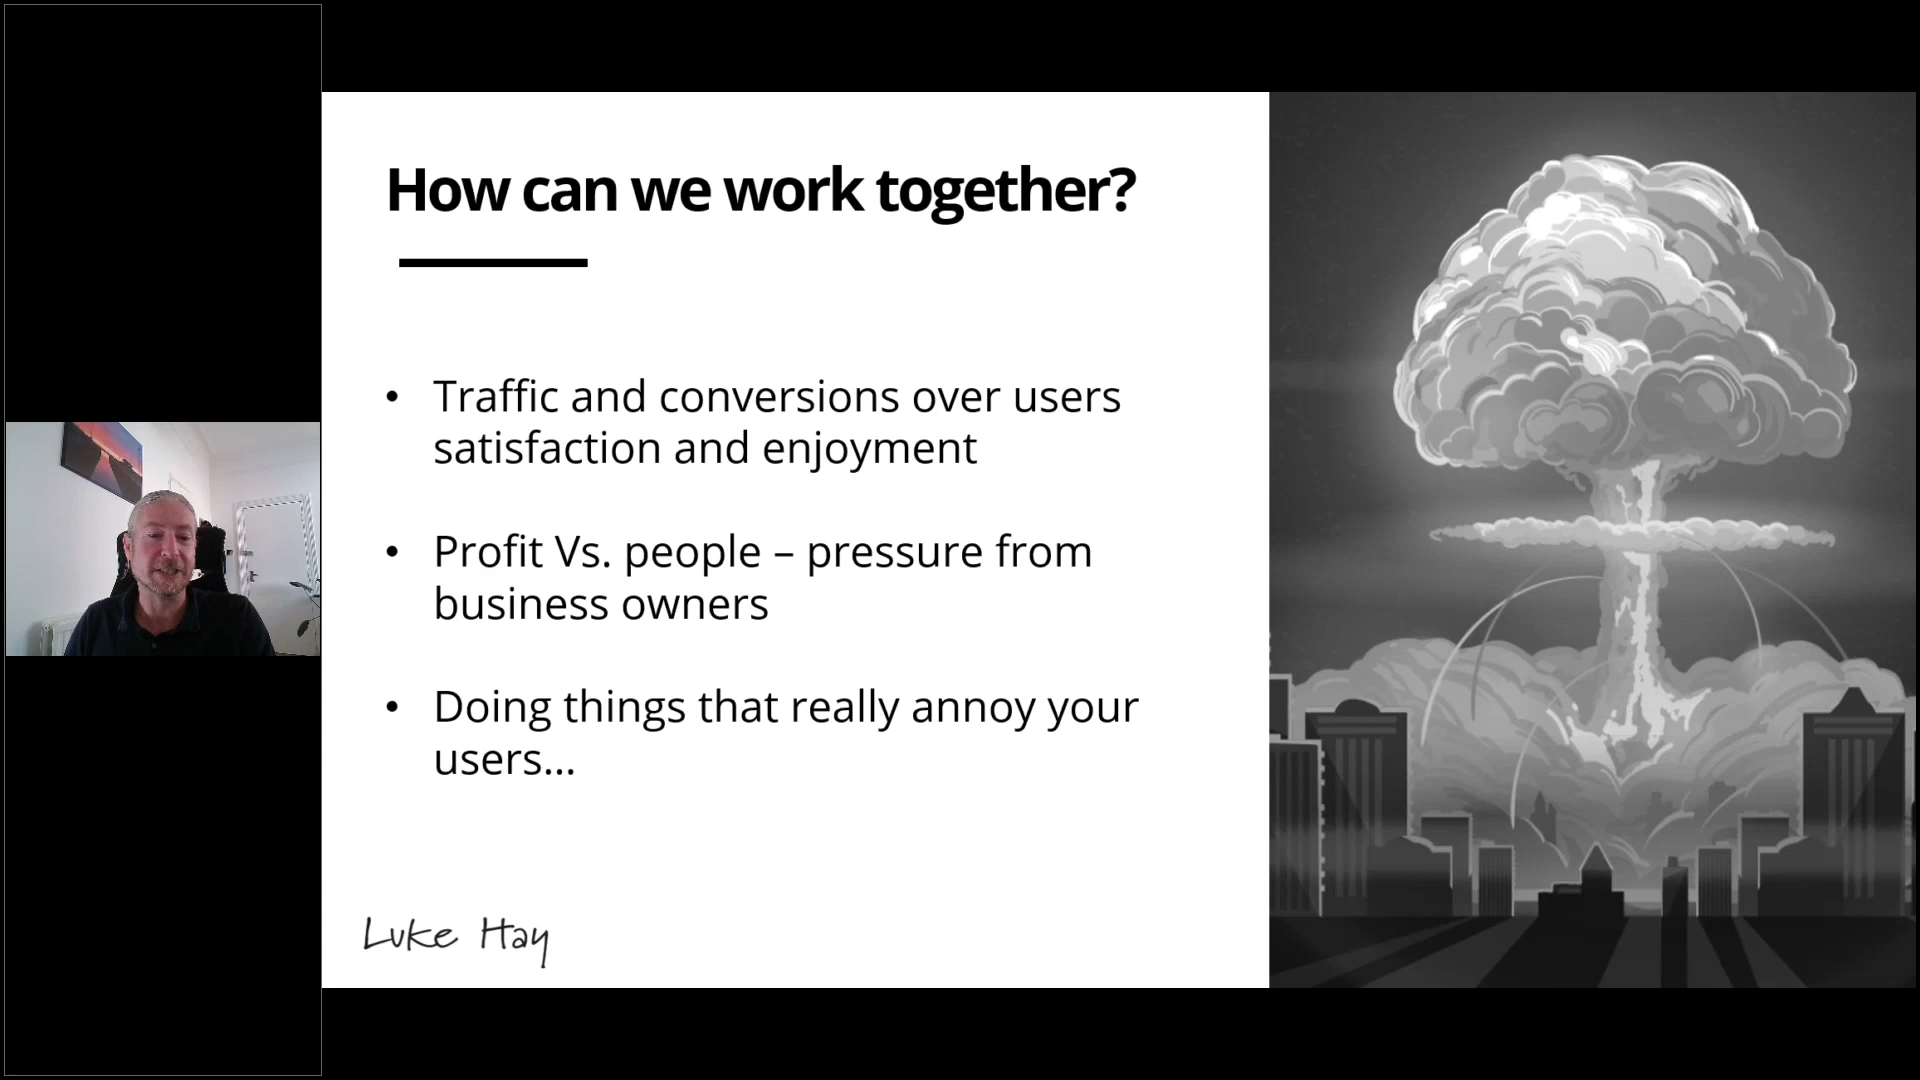 How can we work together?
• Traffic and conversions over users
satisfaction and enjoyment
• Profit Vs. people – pressure from
business owners
• Doing things that really annoy your
users...
Luke Hay